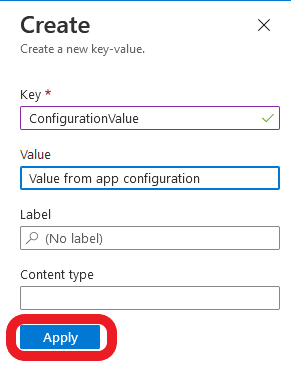 Create
Create a new key-value.
Key *
ConfigurationValue
Value
Value from app configuration
Label
(No label)
Content type
Apply